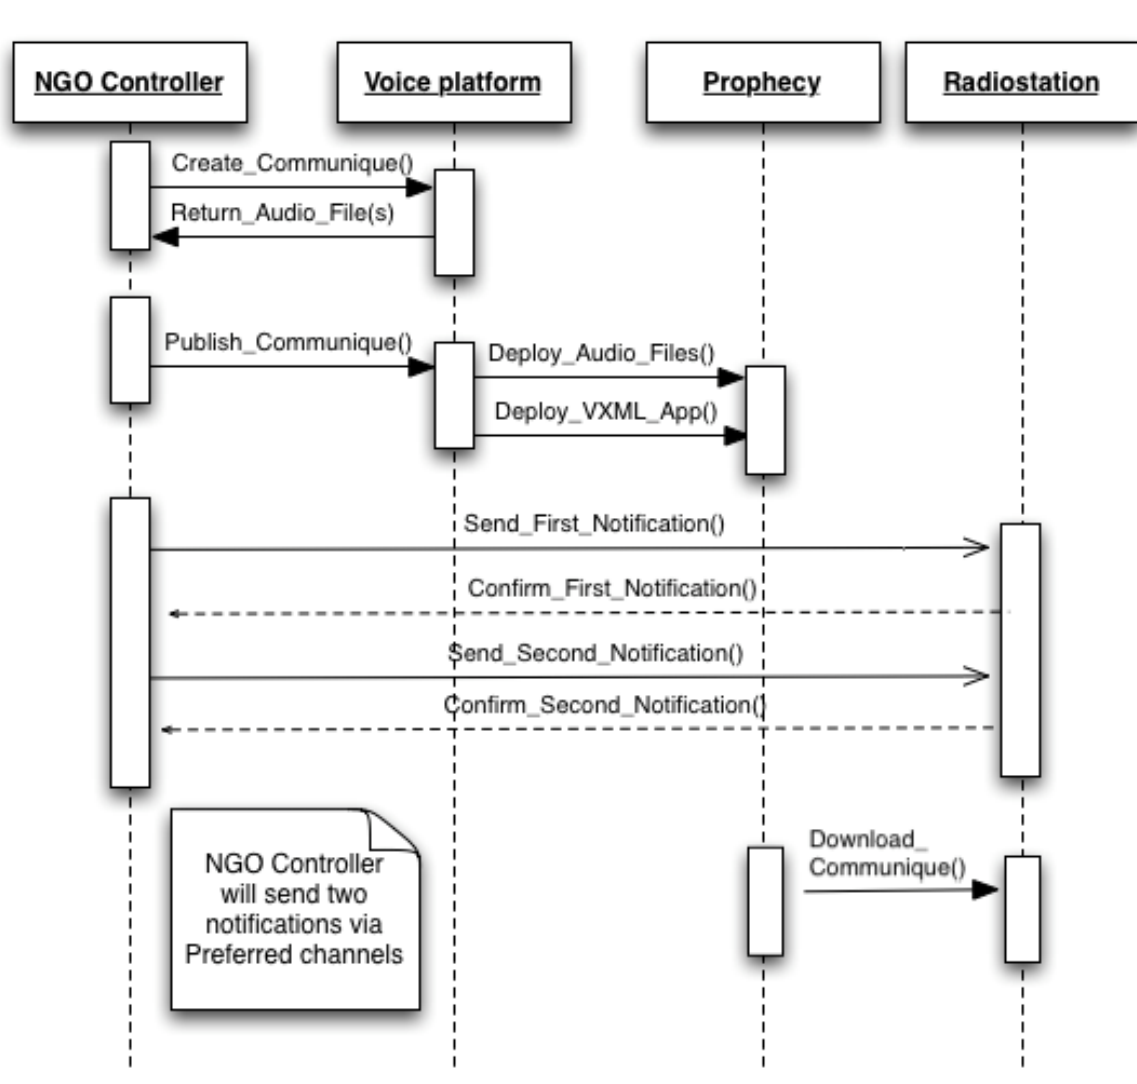 NGO Controller
Voice platform
Prophecy
Radiostation
Create_Communique()
Return_Audio_File(s)
Publish_Communique()
Deploy_Audio_Files()
Deploy_VXML_App()
Send_First_Notification()
Confirm_First_Notification()
Send_Second_Notification()
Confirm_Second_Notification()
Download_
Communique()
NGO Controller
will send two
notifications via
Preferred channels